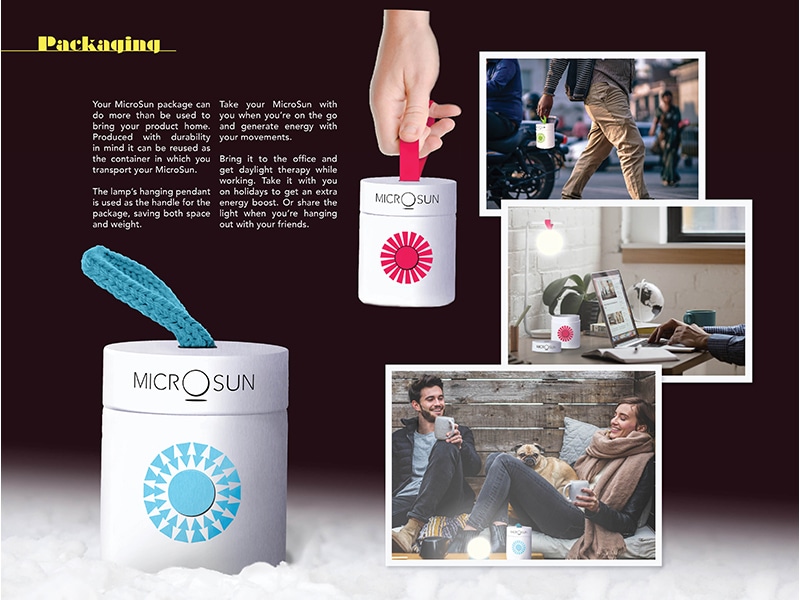 Packaging
Your MicroSun package can
do more than be used to
bring your product home.
Produced with durability
in mind it can be reused as
the container in which you
transport your MicroSun.
The lamp's hanging pendant
is used as the handle for the
package, saving both space
and weight.
Take your MicroSun with
you when you're on the go
and generate energy with
your movements.
Bring it to the office and
get daylight therapy while
working. Take it with you
on holidays to get an extra
energy boost. Or share the
light when you're hanging
out with your friends.
MICROSUN
MICROSUN